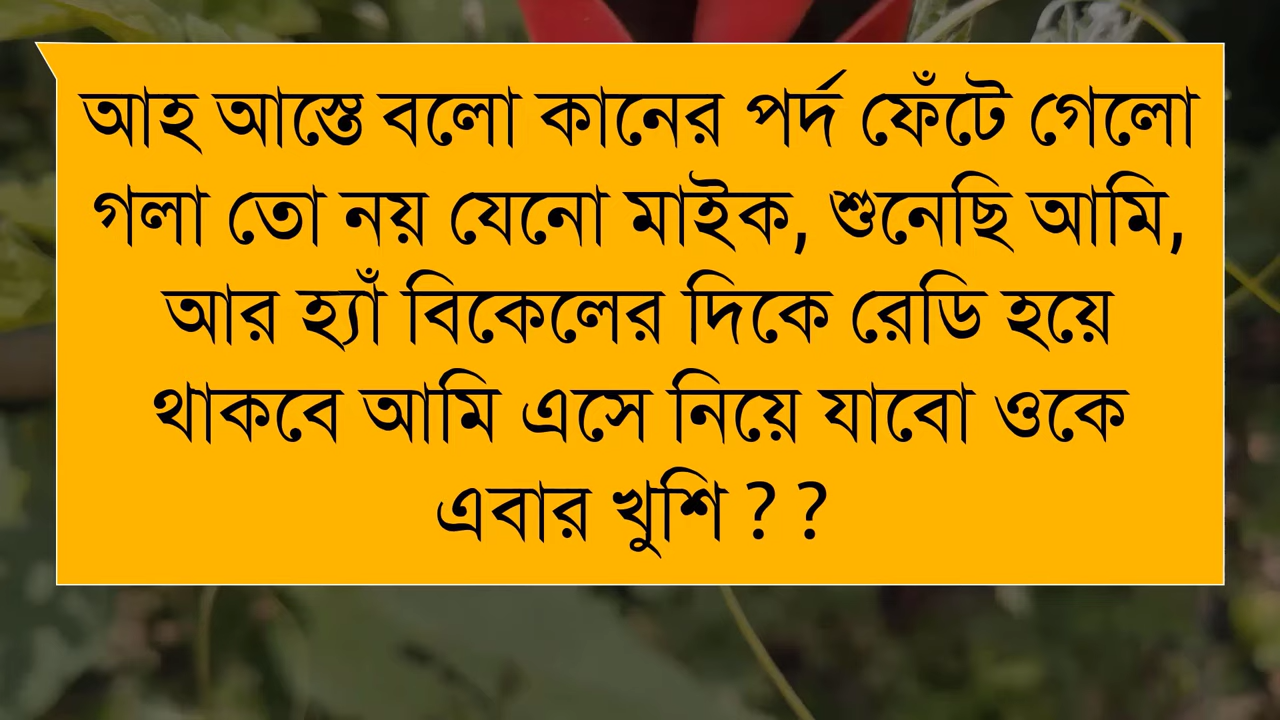 আহ আস্তে বলো কানের পর্দ ফেঁটে গেলো
গলা তো নয় যেনো মাইক, শুনেছি আমি,
আর হ্যাঁ বিকেলের দিকে রেডি হয়ে
থাকবে আমি এসে নিয়ে যাবো ওকে
এবার খুশি ? ?